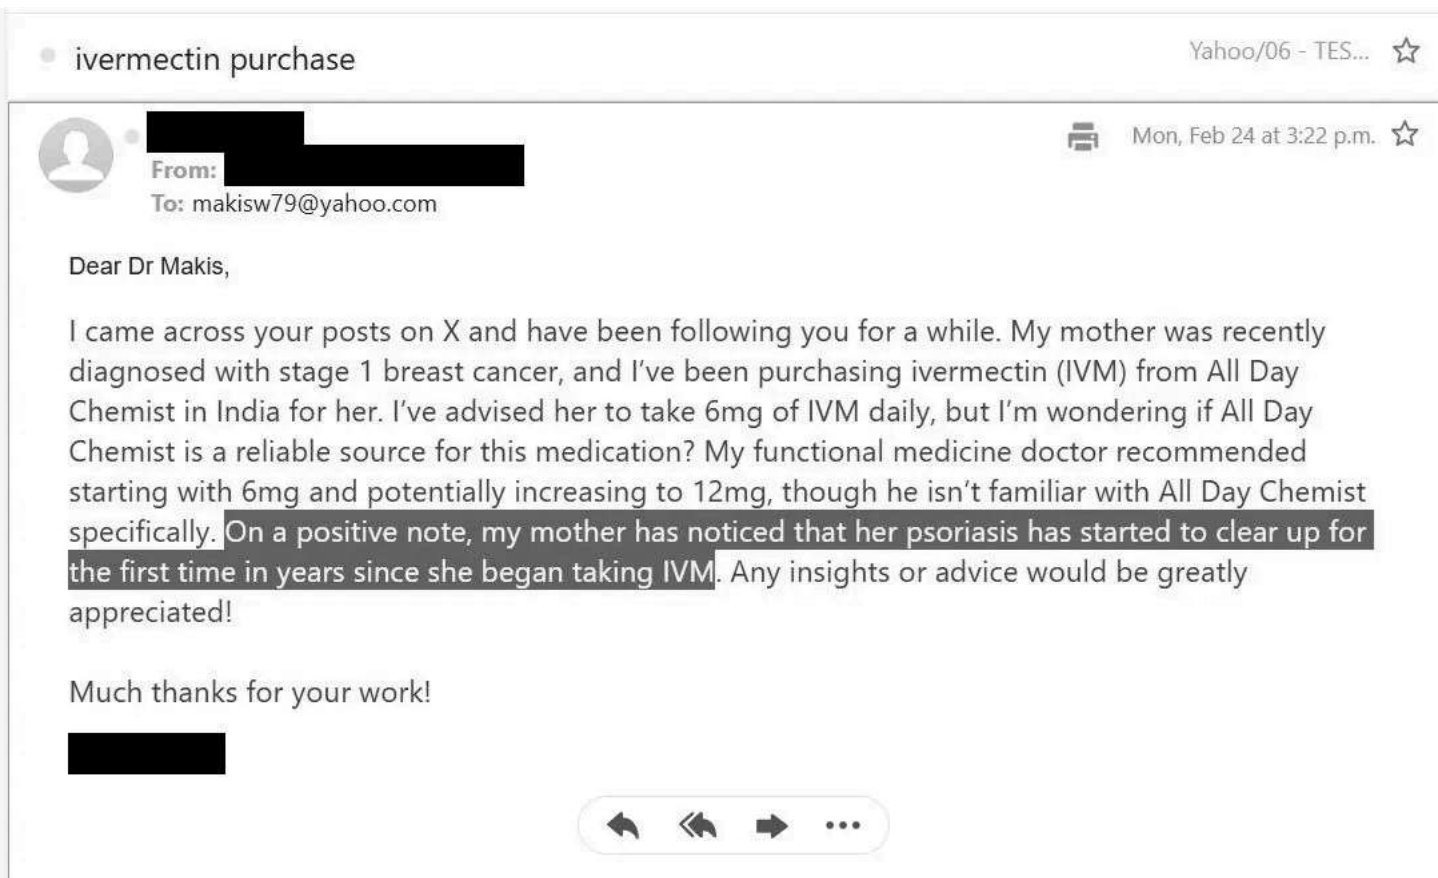 ivermectin purchase
Yahoo/06 - TES...
Mon, Feb 24 at 3:22 p.m.
From:
To: makisw79@yahoo.com
Dear Dr Makis,
I came across your posts on X and have been following you for a while. My mother was recently
diagnosed with stage 1 breast cancer, and I've been purchasing ivermectin (IVM) from All Day
Chemist in India for her. I've advised her to take 6mg of IVM daily, but I'm wondering if All Day
Chemist is a reliable source for this medication? My functional medicine doctor recommended
starting with 6mg and potentially increasing to 12mg, though he isn't familiar with All Day Chemist
specifically. On a positive note, my mother has noticed that her psoriasis has started to clear up for
the first time in years since she began taking IVM. Any insights or advice would be greatly
appreciated!
Much thanks for your work!